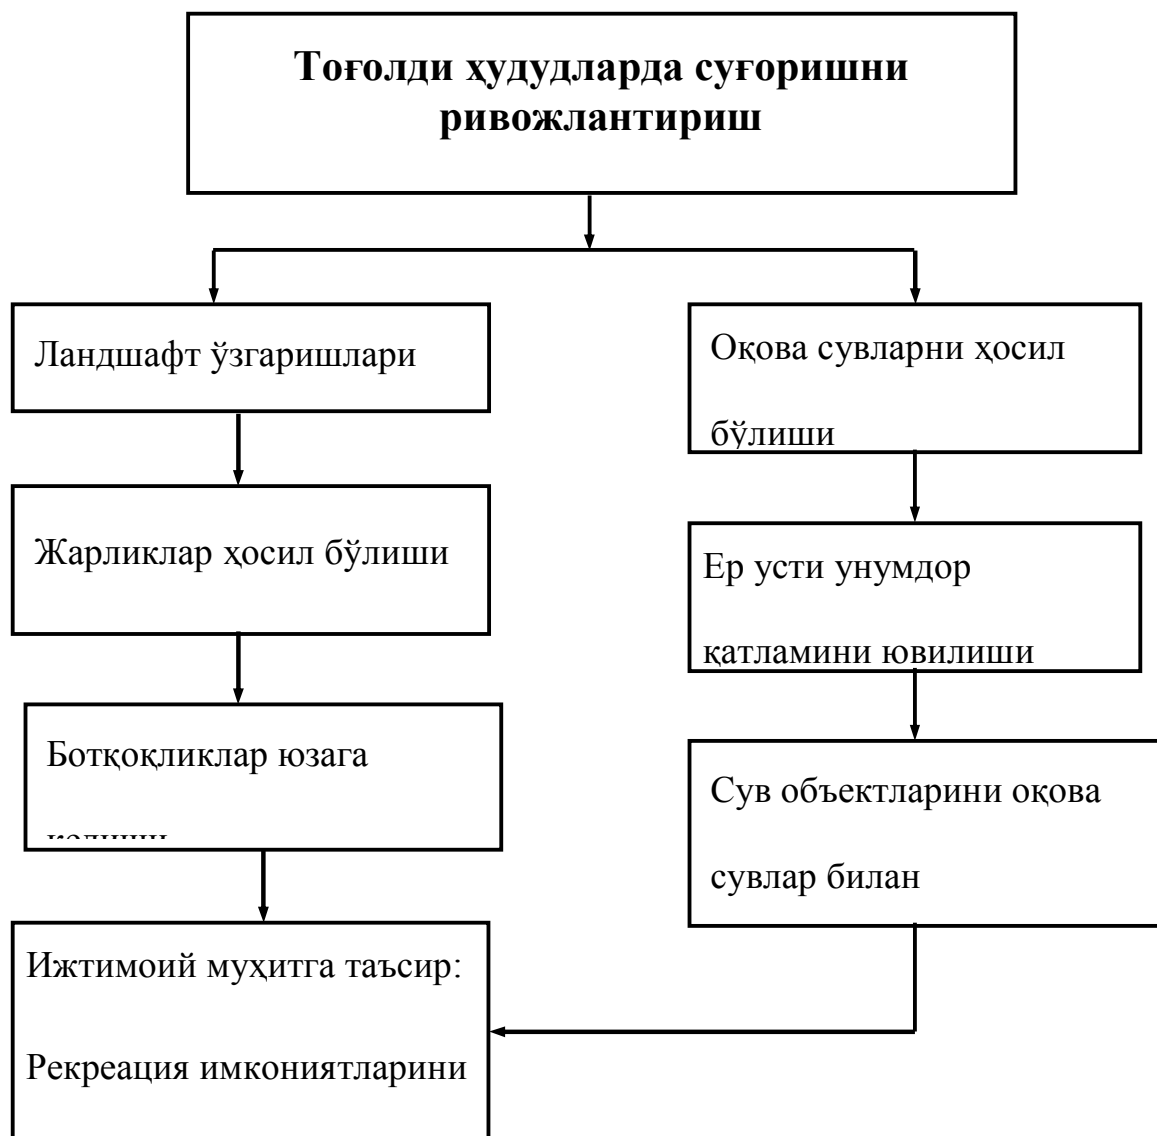 Тоғолди ҳудудларда суғоришни
ривожлантириш
Ландшафт ўзгаришлари
Жарликлар ҳосил бўлиши
Ботқоқликлар юзага
Ижтимоий муҳитга таъсир:
Рекреация имкониятларини
Оқова сувларни ҳосил
бўлиши
Ер усти унумдор
қатламини ювилиши
Сув объектларини оқова
сувлар билан